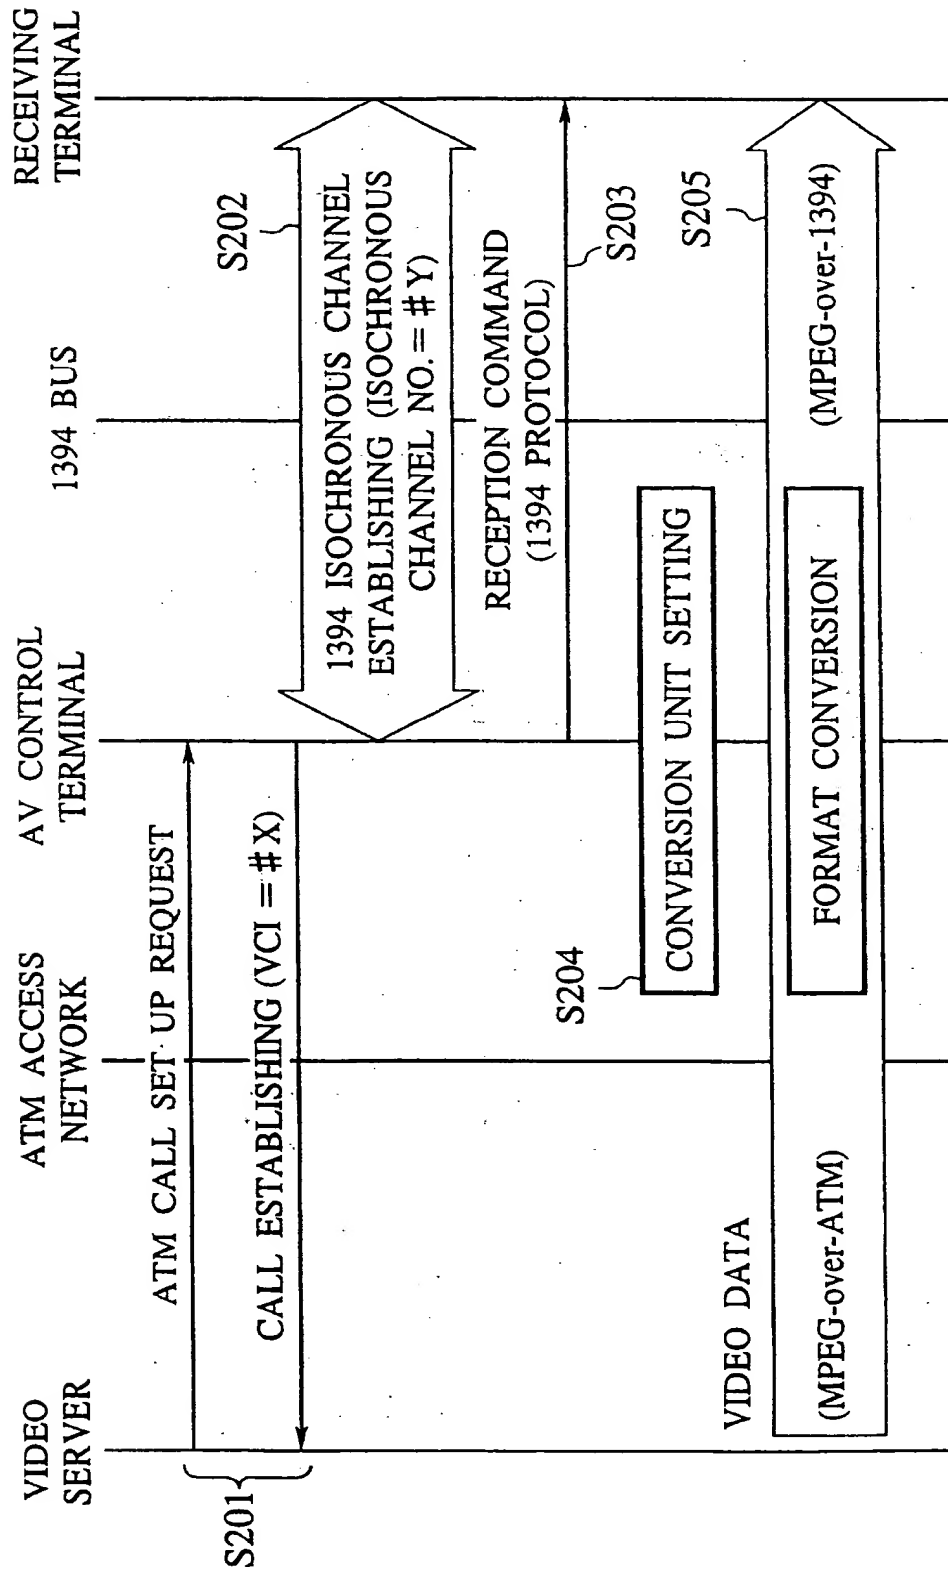 VIDEO
SERVER
ATM ACCESS
NETWORK
AV CONTROL
TERMINAL
1394 BUS
RECEIVING
TERMINAL
S201
ATM CALL SET UP REQUEST
CALL ESTABLISHING (VCI = # X)
S202
1394 ISOCHRONOUS CHANNEL
ESTABLISHING (ISOCHRONOUS
CHANNEL NO. = # Y)
RECEPTION COMMAND
(1394 PROTOCOL)
S203
S204
CONVERSION UNIT SETTING
VIDEO DATA
S205
(MPEG-over-ATM)
FORMAT CONVERSION
(MPEG-over-1394)